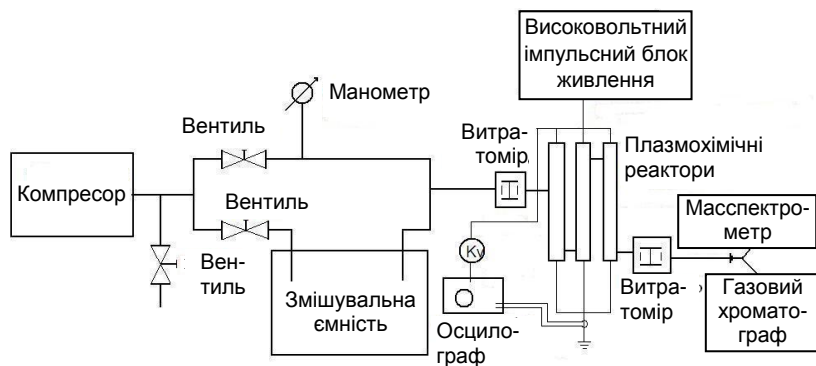 Високовольтний
імпульсний блок
живлення
Манометр
Вентиль
Витра-
томір
Плазмохімічні
реактори
Компресор
Вентиль
Масспектро-
метр
Kv
Вен-
тиль
Змішувальна
ємність
Осцило-
граф
Витра-
томір
Газовий
хромато-
граф